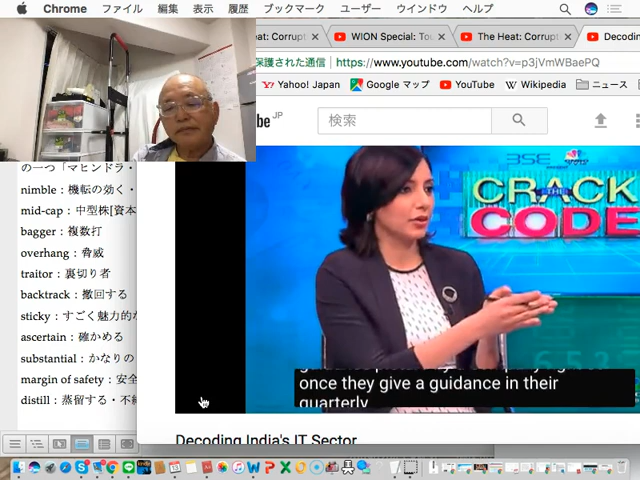 Chrome ファイル 編集 表示 履歴 ブックマーク ユーザー ウインドウ ヘルプ
eat: Corrupt
WION Special: Tou
The Heat: Corrupt
Decodin
保護された通信 | https://www.youtube.com/watch?v=p3jVmWBaePQ
Yahoo! Japan Google マップ YouTube Wikipedia ニュース
be JP
検索
BSE
CRACK
THE
CODE
once they give a guidance in their
quarterly
Decoding India's IT Sector
の一つ「マヒンドラ・
nimble：機転の効く・
mid-cap：中型株[資本
bagger：複数打
overhang：脅威
traitor：裏切り者
backtrack：撤回する
sticky：すごく魅力的な
ascertain：確かめる
substantial：かなりの
margin of safety：安全
distill：蒸留する・不純